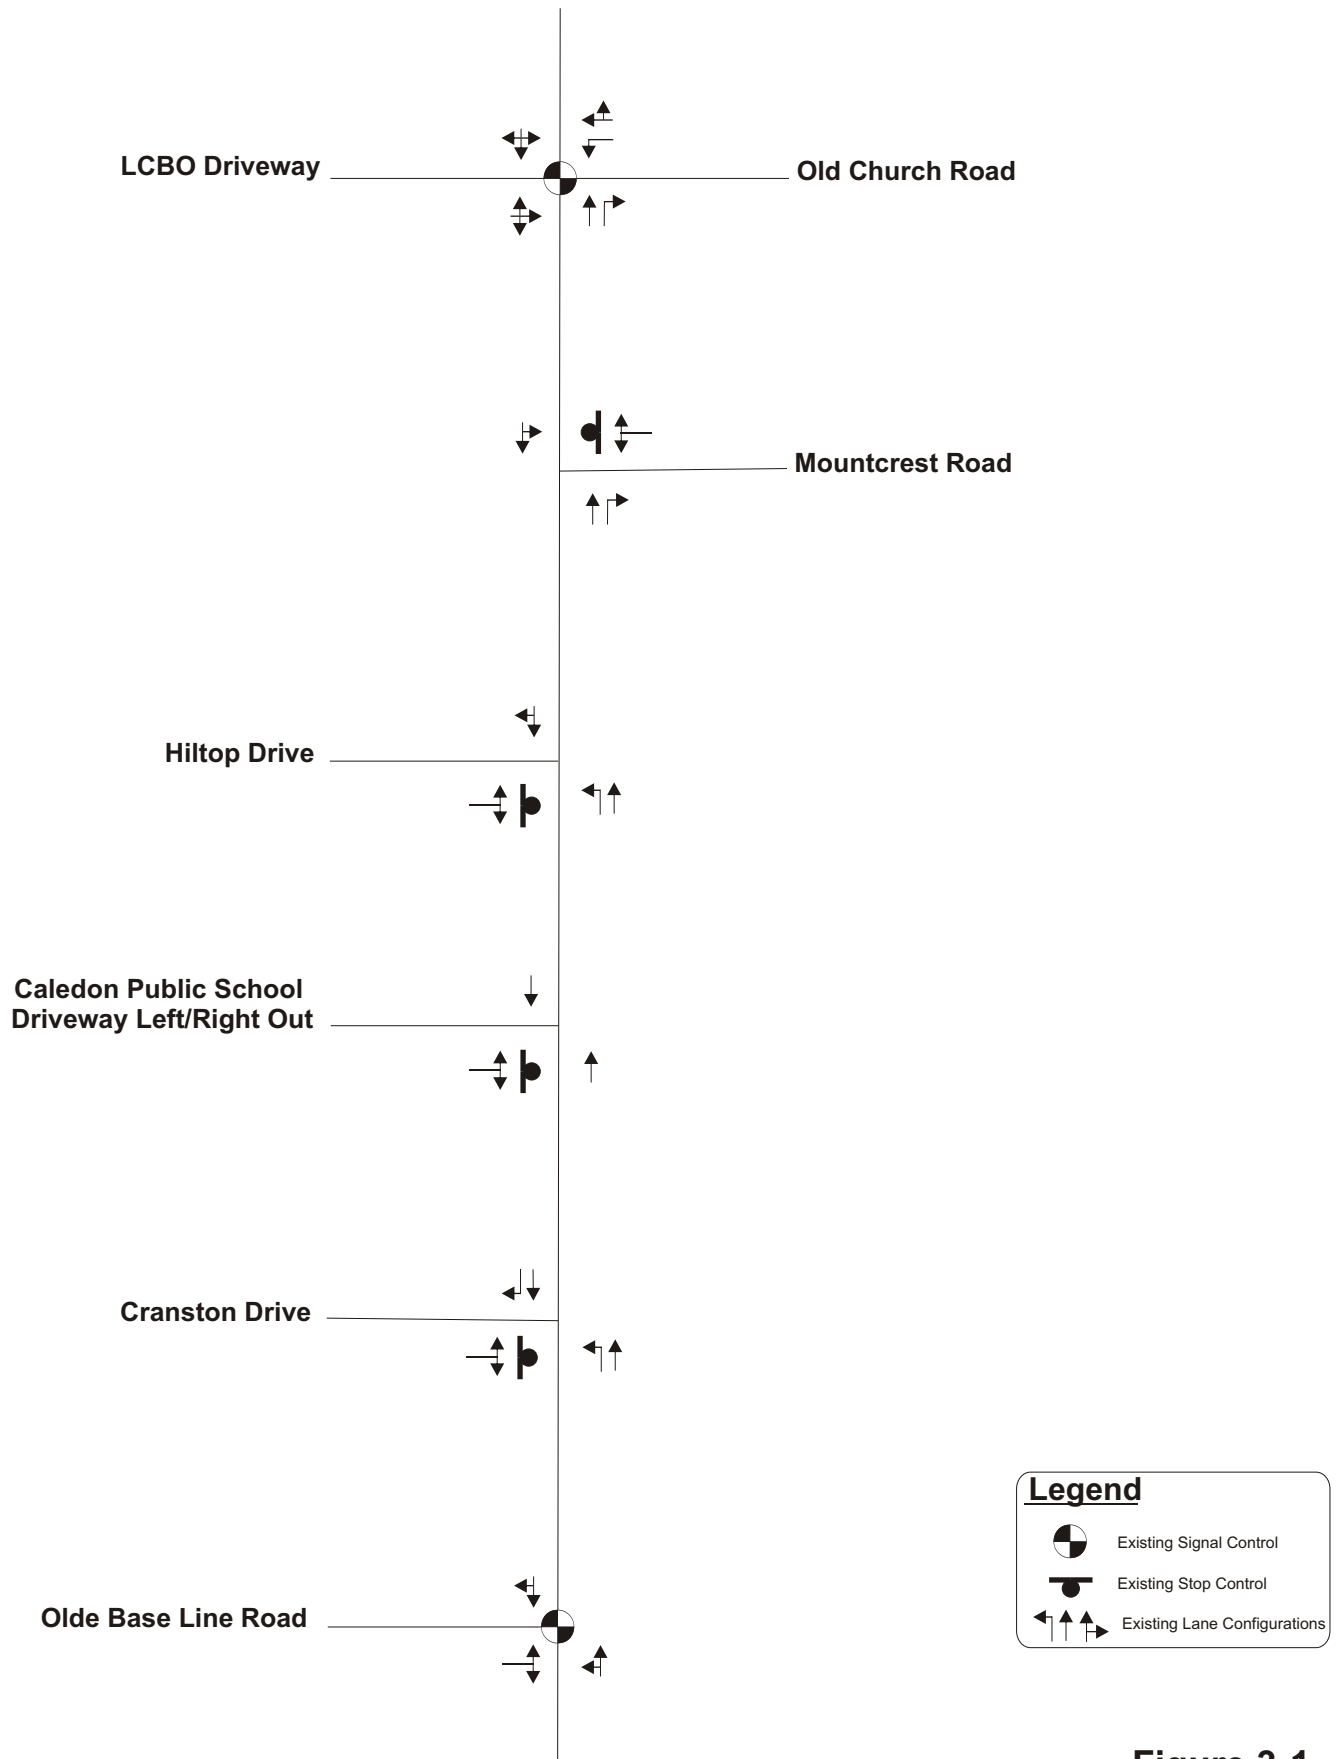 LCBO Driveway
Old Church Road
Mountcrest Road
Hiltop Drive
Caledon Public School
Driveway Left/Right Out
Cranston Drive
Legend
Existing Signal Control
Existing Stop Control
Existing Lane Configurations
Olde Base Line Road